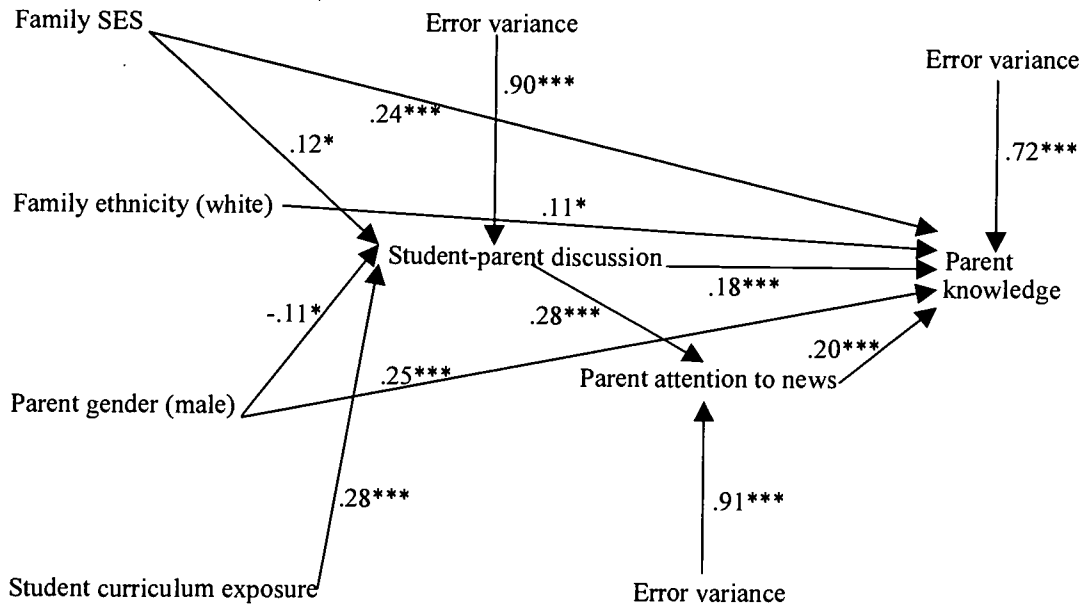 Family SES
Error variance
Error variance
.90***
.24***
.12*
.72***
Family ethnicity (white)
.11*
Student-parent discussion
Parent
knowledge
.18***
-.11*
.28***
.20***
.25***
Parent attention to news
Parent gender (male)
.28***
.91***
Student curriculum exposure
Error variance